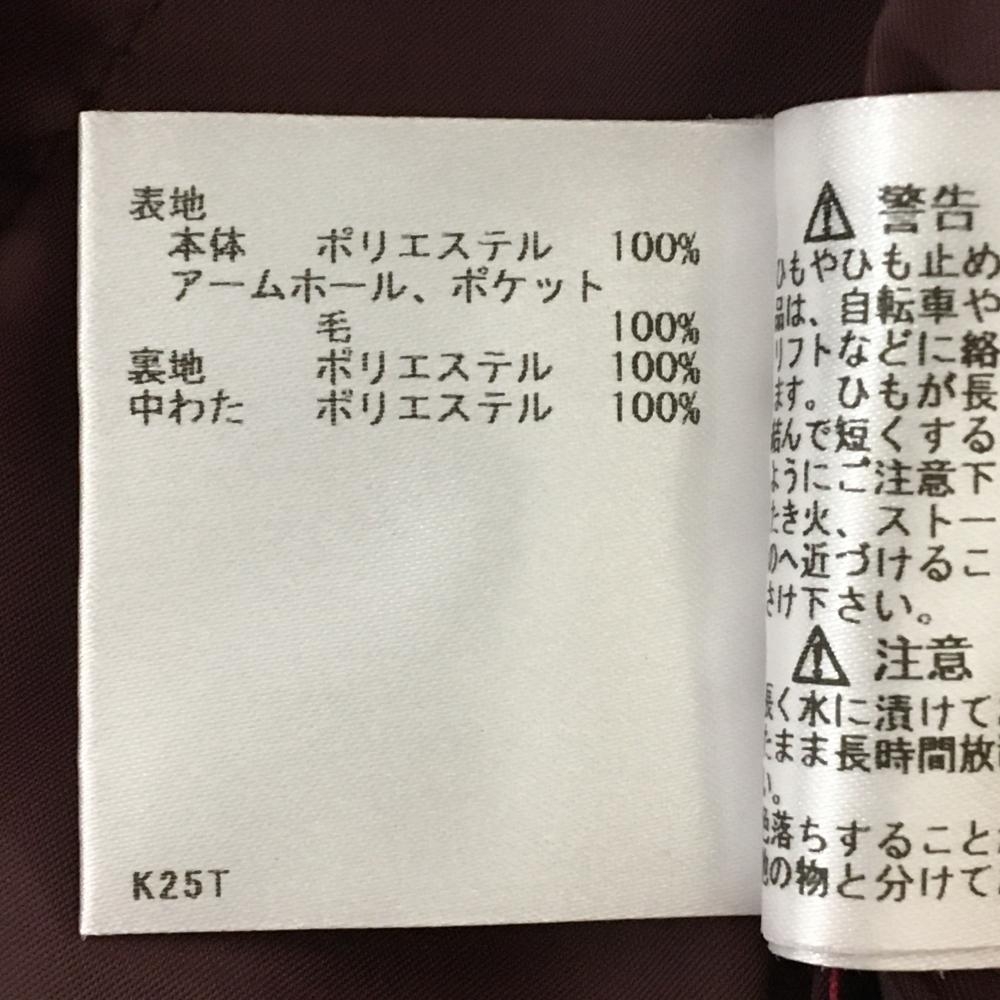 表地
本体 ポリエステル 100%
アームホール、ポケット
毛 100%
裏地 ポリエステル 100%
中わた ポリエステル 100%
K25T
警告
ひもやひも止め
品は、自転車や
リフトなどに絡
ます。ひもが長
結んで短くする
ようにご注意下
たき火、ストー
のへ近づけるこ
さけ下さい。
注意
長く水に漬けて
たまま長時間放
い。
色落ちすること
他の物と分けて